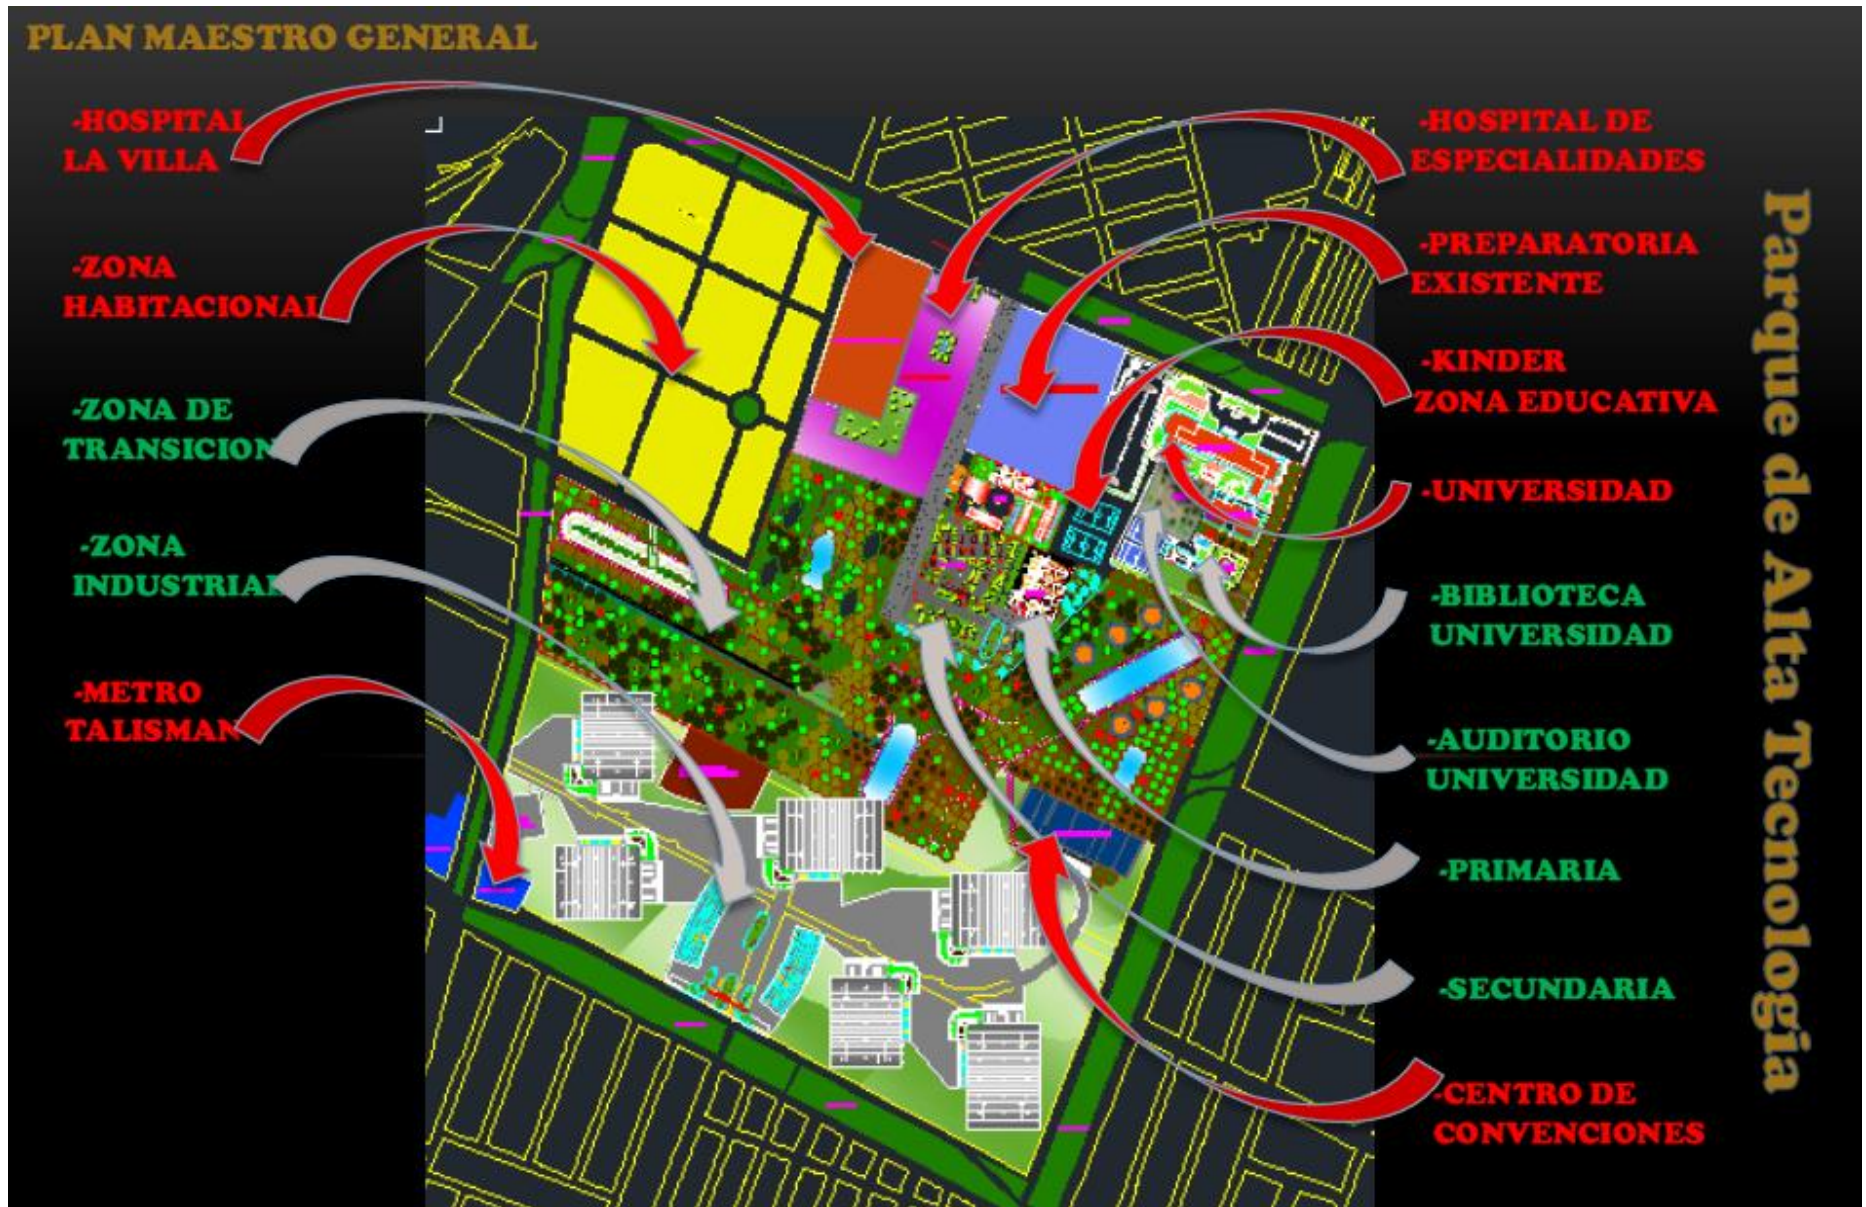 PLAN MAESTRO GENERAL
-HOSPITAL
LA VILLA
-ZONA
HABITACIONAL
-ZONA DE
TRANSICION
-ZONA
INDUSTRIAL
-METRO
TALISMAN
-HOSPITAL DE
ESPECIALIDADES
-PREPARATORIA
EXISTENTE
-KINDER
ZONA EDUCATIVA
-UNIVERSIDAD
-BIBLIOTECA
UNIVERSIDAD
-AUDITORIO
UNIVERSIDAD
-PRIMARIA
-SECUNDARIA
-CENTRO DE
CONVENCIONES
Parque de Alta Tecnologia